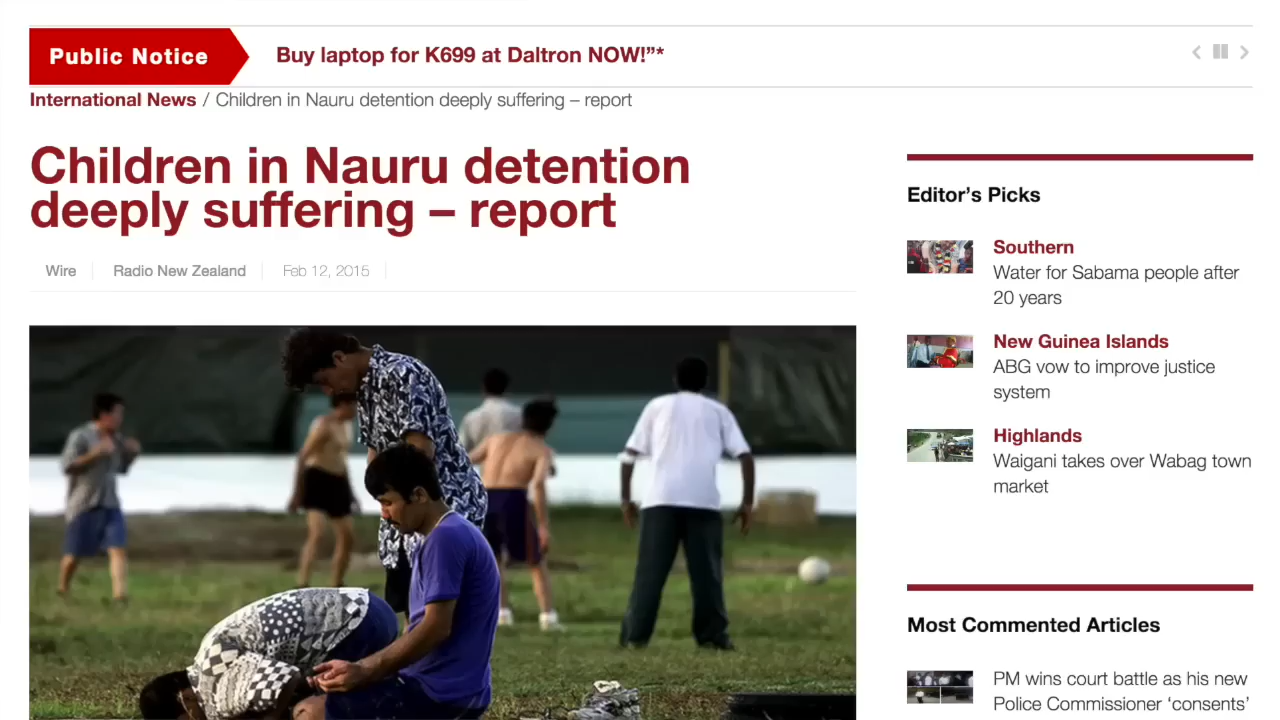 Public Notice
Buy laptop for K699 at Daltron NOW!”*
International News / Children in Nauru detention deeply suffering – report
Children in Nauru detention
deeply suffering – report
Wire
Radio New Zealand
Feb 12, 2015
Editor’s Picks
Southern
Water for Sabama people after
20 years
New Guinea Islands
ABG vow to improve justice
system
Highlands
Waigani takes over Wabag town
market
Most Commented Articles
PM wins court battle as his new
Police Commissioner ‘consents’